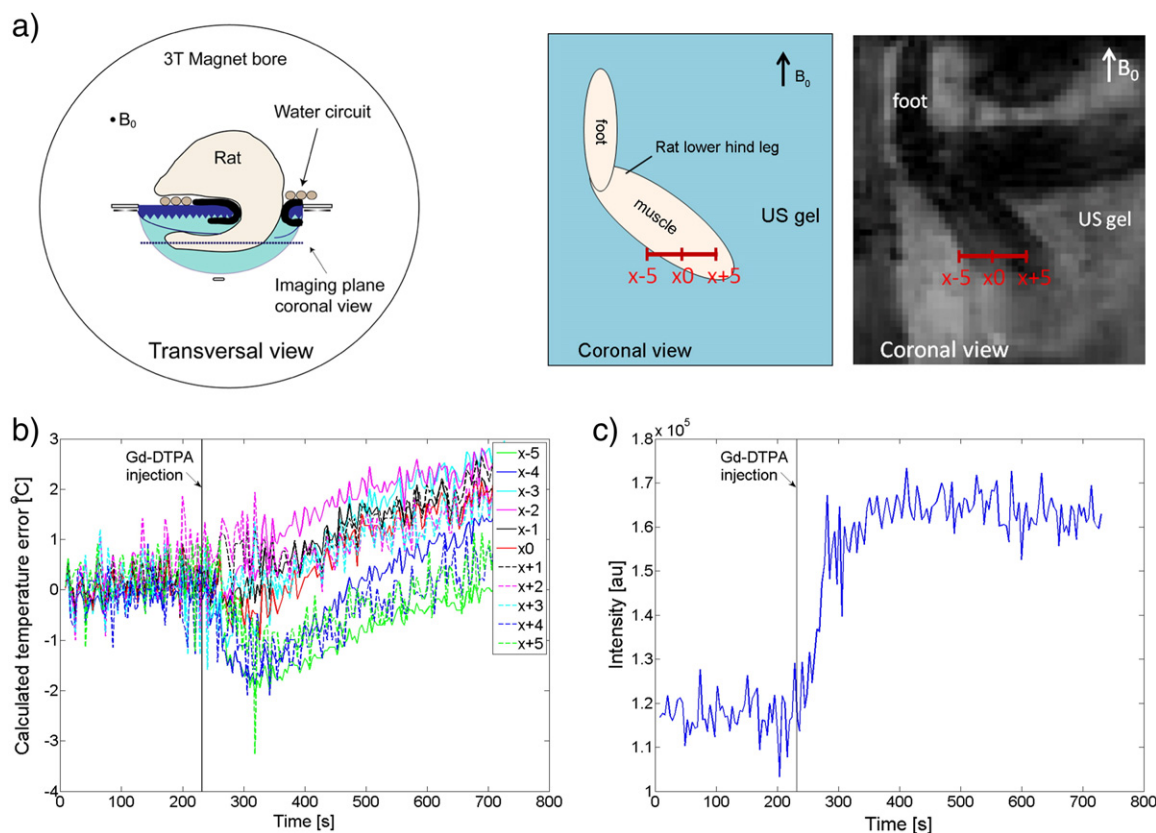 a)
3T Magnet bore
B0
Rat
Water circuit
Imaging plane
coronal view
Transversal view
B0
foot
Rat lower hind leg
muscle
US gel
x-5 x0 x+5
Coronal view
B0
foot
US gel
x-5 x0 x+5
Coronal view
b)
Calculated temperature error [°C]
3
2
1
0
-1
-2
-3
-4
0 100 200 300 400 500 600 700 800
Time [s]
Gd-DTPA
injection
x-5
x-4
x-3
x-2
x-1
x0
x+1
x+2
x+3
x+4
x+5
c)
x 10^5
Intensity [au]
1.8
1.7
1.6
1.5
1.4
1.3
1.2
1.1
1
0 100 200 300 400 500 600 700 800
Time [s]
Gd-DTPA
injection